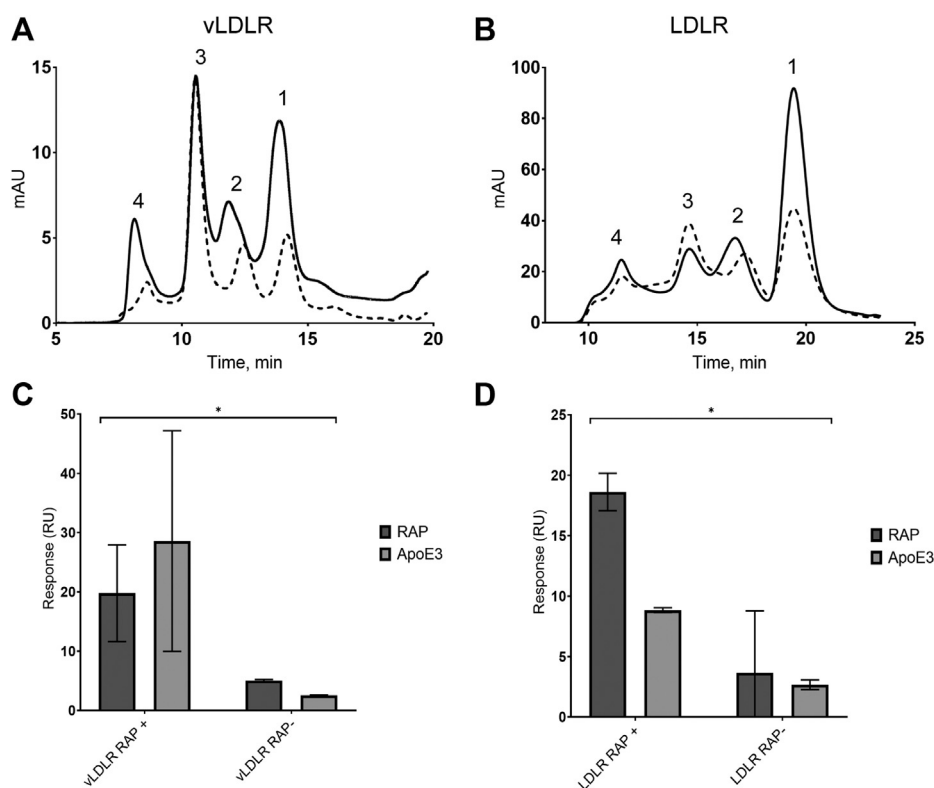 A
vLDLR
15
10
5
0
mAU
4
3
2
1
5
10
15
20
Time, min
B
LDLR
100
80
60
40
20
0
mAU
4
3
2
1
10
15
20
25
Time, min
C
*
50
40
30
20
10
0
Response (RU)
RAP
ApoE3
vLDLR RAP +
vLDLR RAP-
D
*
25
20
15
10
5
0
Response (RU)
RAP
ApoE3
LDLR RAP +
LDLR RAP-